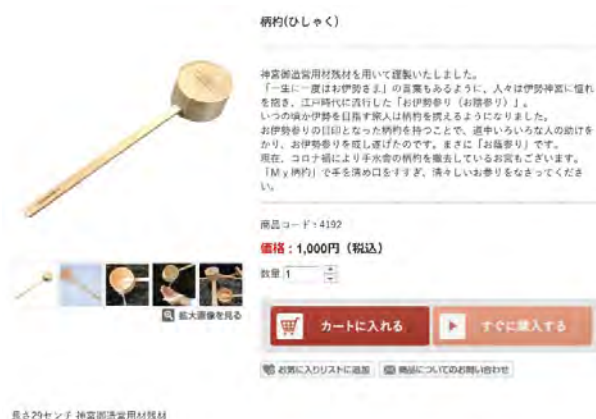 柄杓(ひしゃく)
神宮御造営用材残材を用いて謹製いたしました。
「一生に一度はお伊勢さま」の言葉もあるように、人々は伊勢神宮に憧れ
を抱き、江戸時代に流行した「お伊勢参り（お陰参り）」。
いつの頃か伊勢を目指す旅人は柄杓を携えるようになりました。
お伊勢参りの目印となった柄杓を持つことで、道中いろいろな人の助けを
かり、お伊勢参りを成し遂げたのです。まさに「お蔭参り」です。
現在、コロナ禍により手水舎の柄杓を撤去しているお宮もございます。
「My柄杓」で手を清め口をすすぎ、清々しいお参りをなさってくださ
い。
商品コード：4192
価格：1,000円（税込）
数量 1
拡大画像を見る
カートに入れる
すぐに購入する
お気に入りリストに追加
商品についてのお問い合わせ
長さ29センチ 神宮御造営用材残材